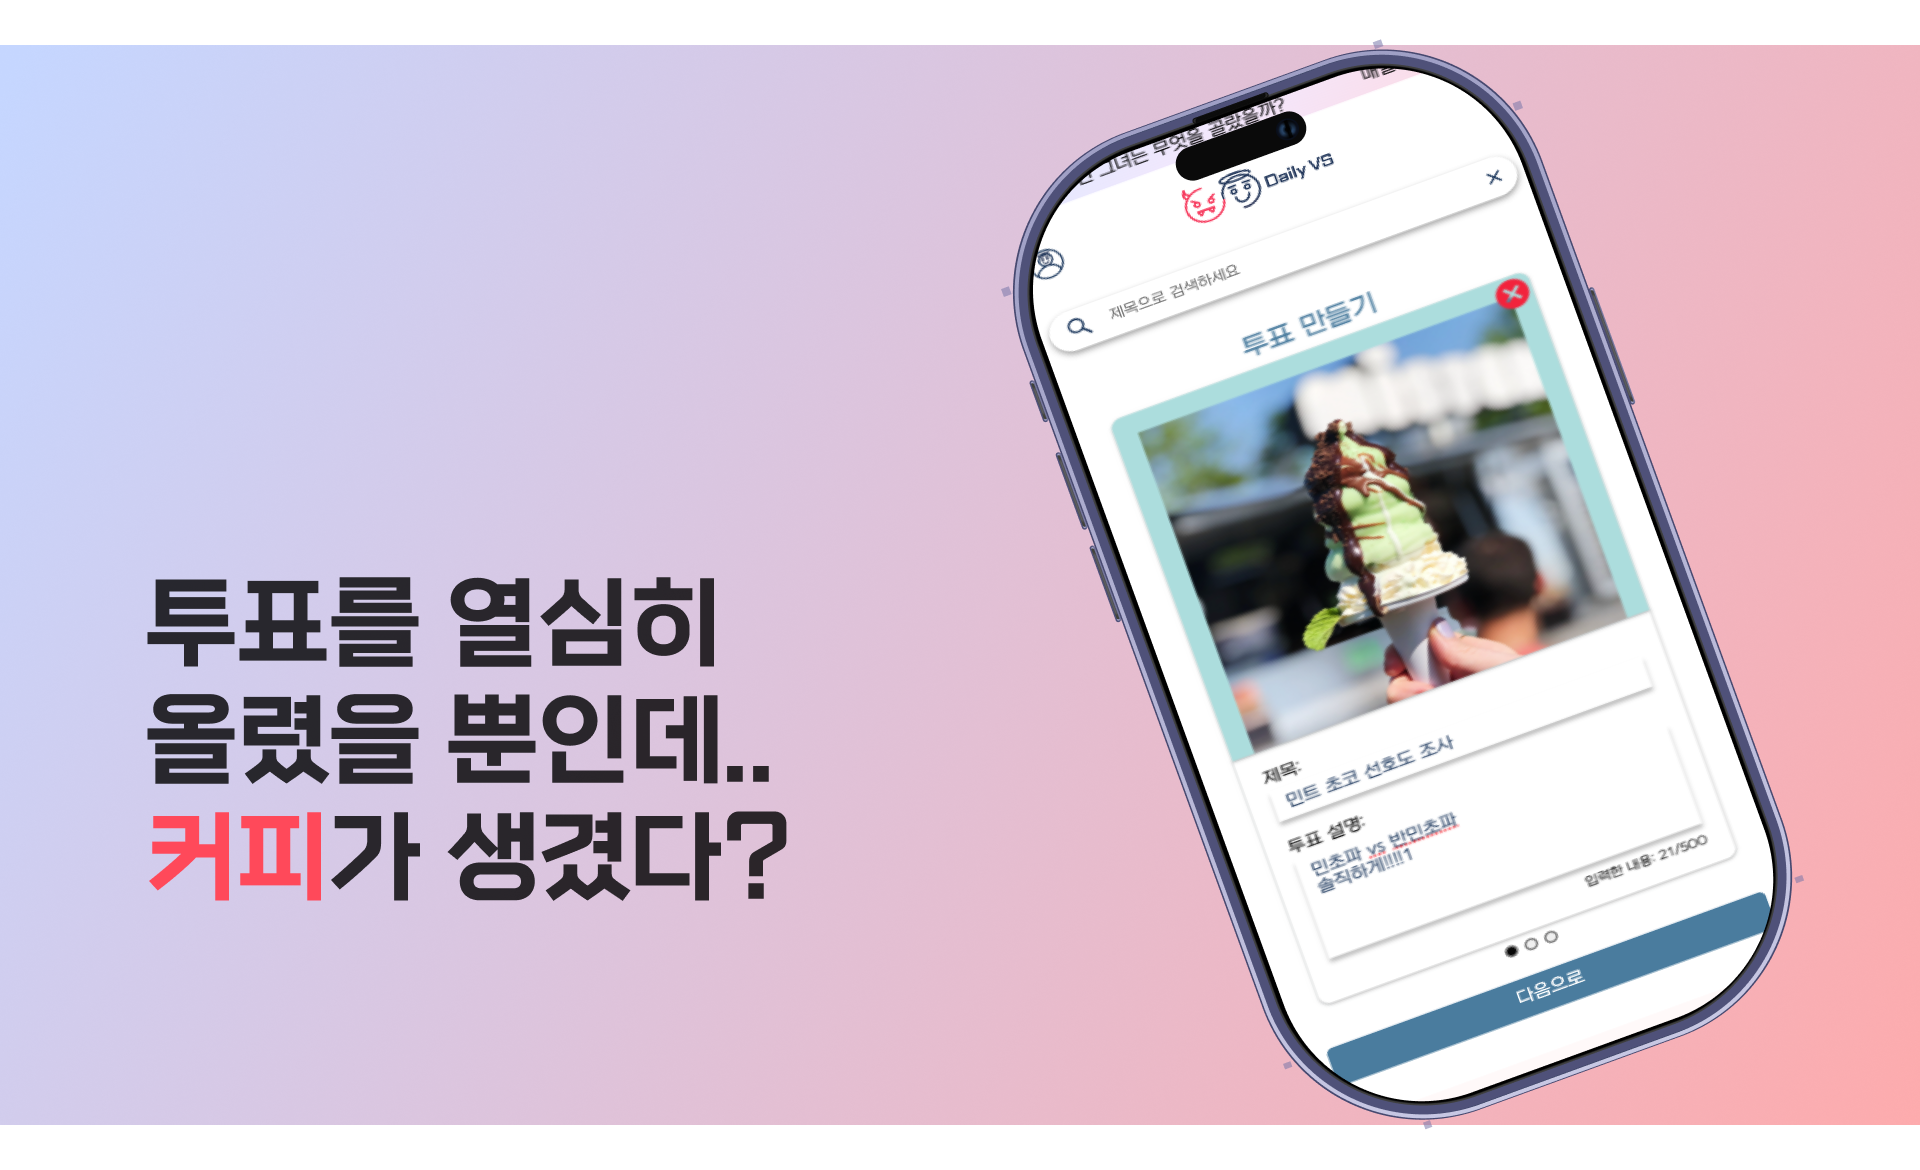 투표를 열심히
올렸을 뿐인데..
커피가 생겼다?
그녀는 무엇을 골랐을까?
Daily VS
제목으로 검색하세요
투표 만들기
제목:
민트 초코 선호도 조사
투표 설명:
민초파 vs 반민초파
솔직하게!!!!1
입력한 내용: 21/500
다음으로